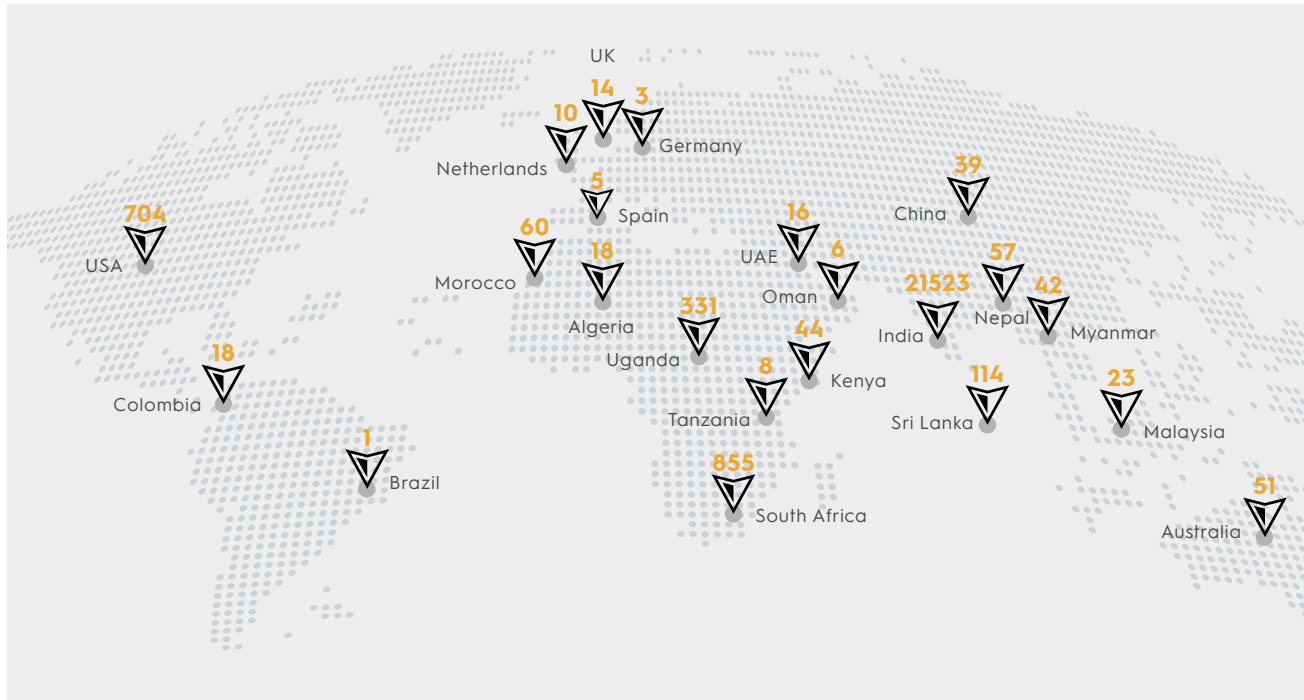 UK
14
3
10
Germany
Netherlands
39
5
China
Spain
704
16
60
USA
UAE
18
6
57
Morocco
21523
42
Oman
Algeria
Nepal
331
India
Myanmar
Uganda
44
18
8
Kenya
114
23
Colombia
Tanzania
Sri Lanka
Malaysia
1
855
Brazil
51
South Africa
Australia